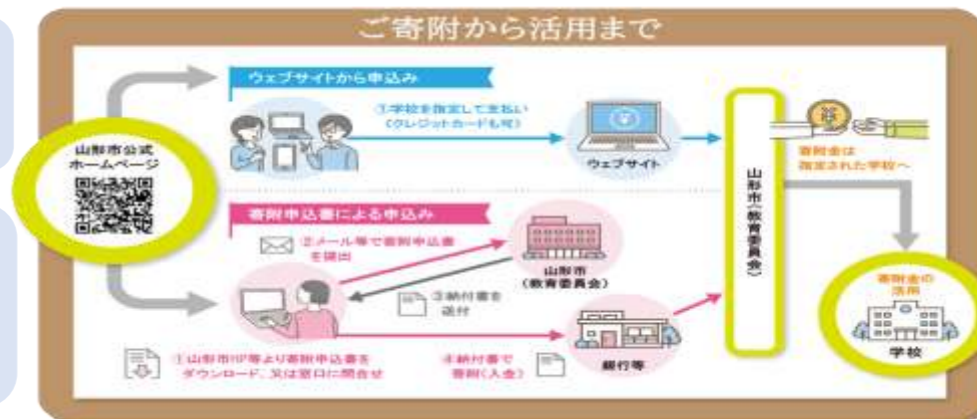 ご寄附から活用まで
山形市公式
ホームページ
ウェブサイトから申込み
①学校を指定して支払い
(クレジットカードも可)
ウェブサイト
寄附申込書による申込み
②メール等で寄附申込書
を提出
山形市
(教育委員会)
③納付書を
送付
①山形市HP等より寄附申込書を
ダウンロード、又は窓口に問合せ
④納付書で
寄附(入金)
銀行等
山形市(教育委員会)
寄附金は
指定された学校へ
寄附金の
活用
学校